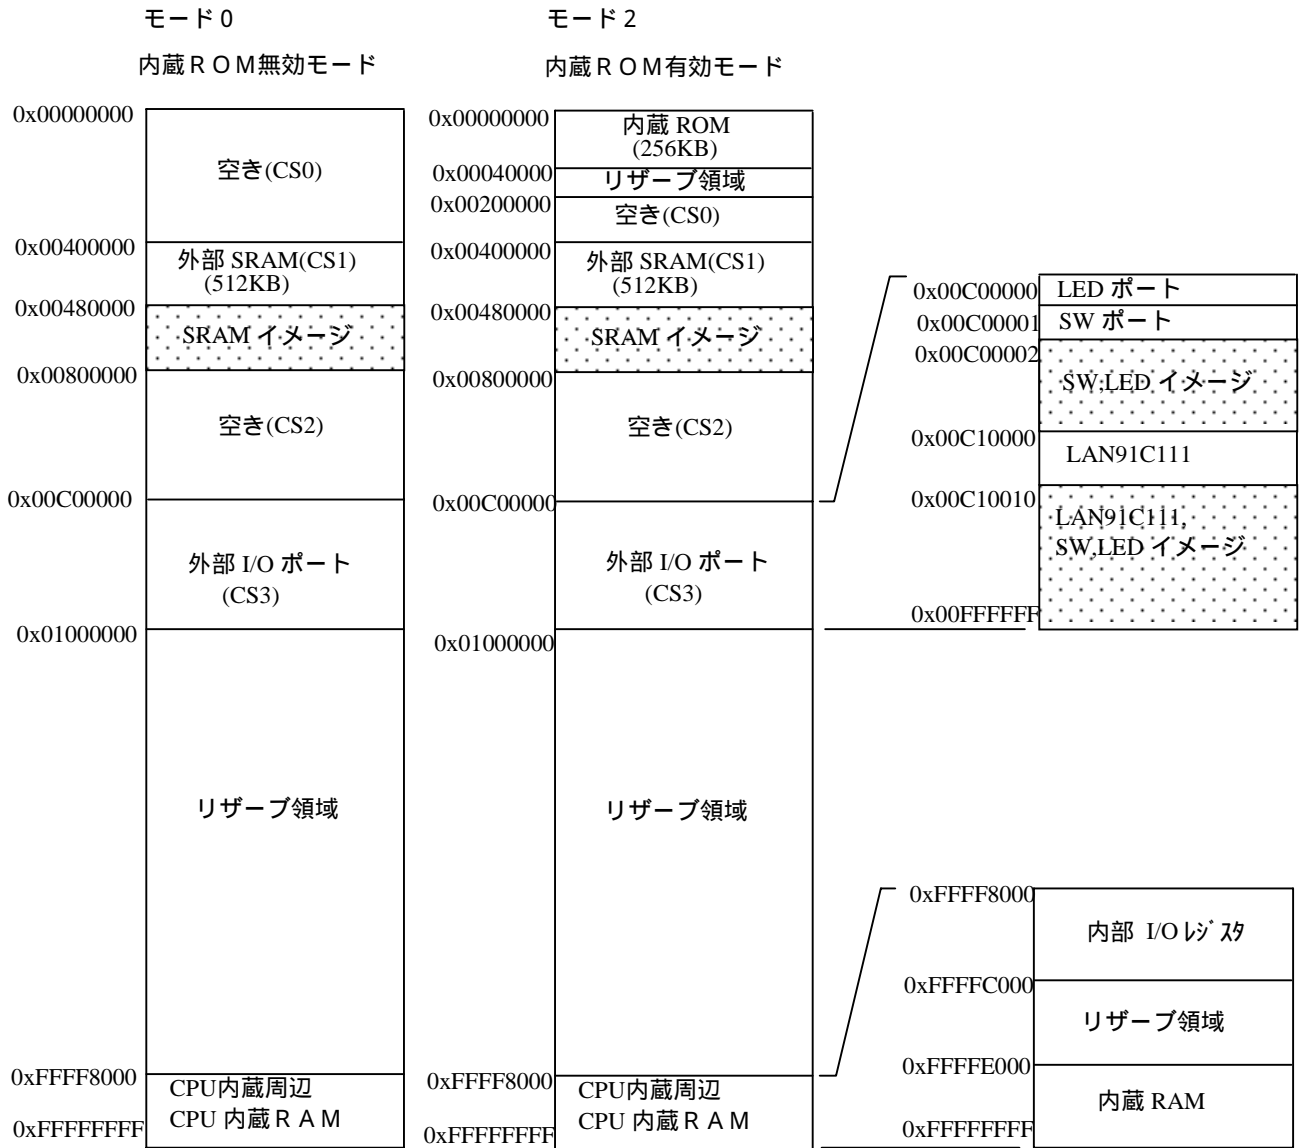 モード0
内蔵ROM無効モード
0x00000000
空き(CS0)
0x00400000
外部 SRAM(CS1)
(512KB)
0x00480000
SRAM イメージ
0x00800000
空き(CS2)
0x00C00000
外部 I/O ポート
(CS3)
0x01000000
リザーブ領域
0xFFFF8000
CPU内蔵周辺
CPU 内蔵RAM
0xFFFFFFFF
モード2
内蔵ROM有効モード
0x00000000
内蔵 ROM
(256KB)
0x00040000
リザーブ領域
0x00200000
空き(CS0)
0x00400000
外部 SRAM(CS1)
(512KB)
0x00480000
SRAM イメージ
0x00800000
空き(CS2)
0x00C00000
外部 I/O ポート
(CS3)
0x01000000
リザーブ領域
0xFFFF8000
CPU内蔵周辺
CPU 内蔵RAM
0xFFFFFFFF
0x00C00000
LED ポート
0x00C00001
SW ポート
0x00C00002
SW,LED イメージ
0x00C10000
LAN91C111
0x00C10010
LAN91C111,
SW,LED イメージ
0x00FFFFFF
0xFFFF8000
内部 I/O レジスタ
0xFFFFC000
リザーブ領域
0xFFFFE000
内蔵 RAM
0xFFFFFFFF